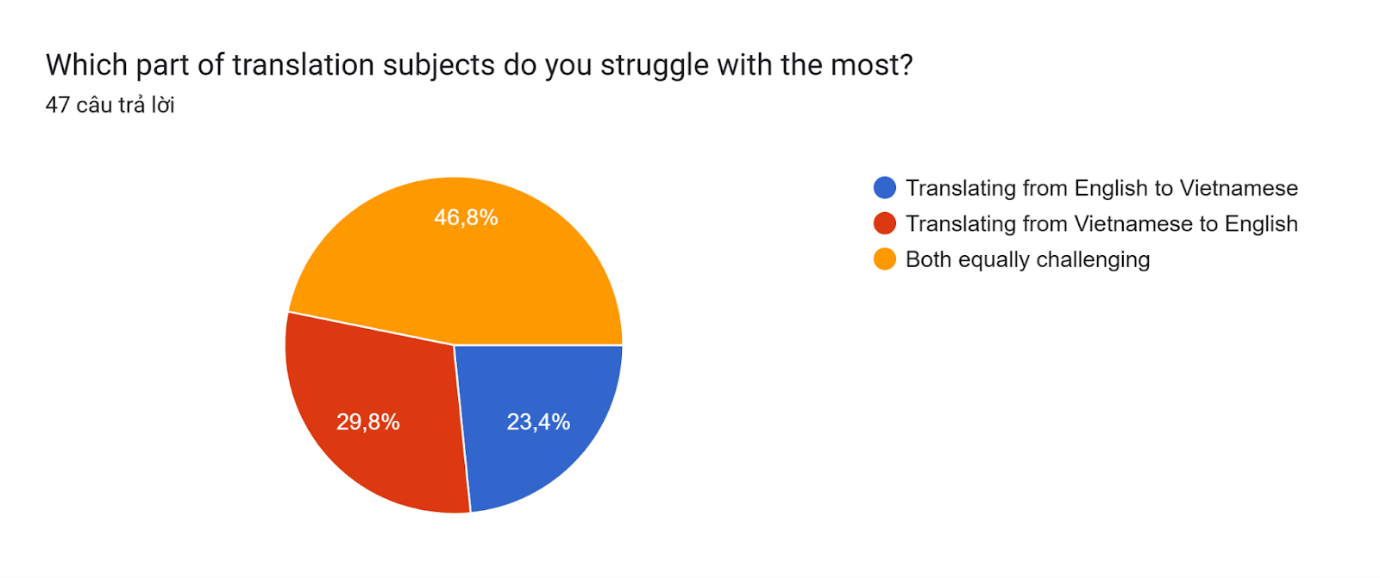 Which part of translation subjects do you struggle with the most?
47 câu trả lời
46,8%
29,8%
23,4%
Translating from English to Vietnamese
Translating from Vietnamese to English
Both equally challenging